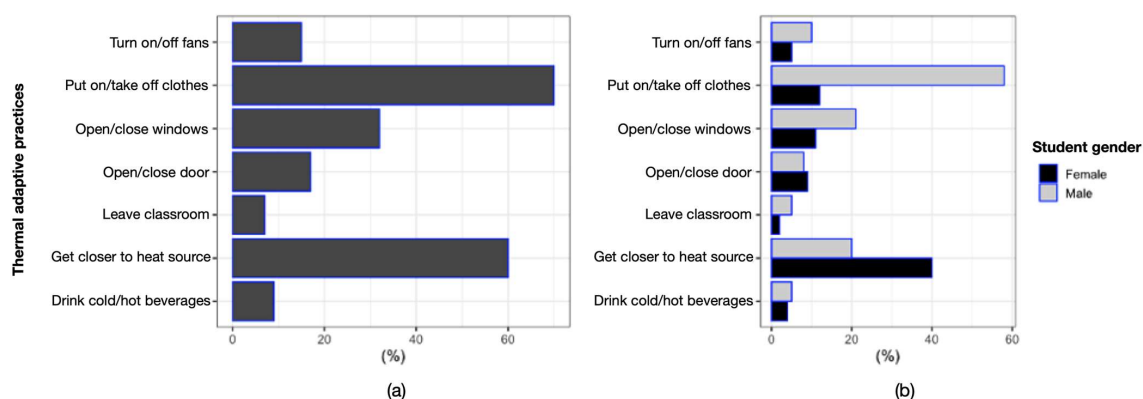 Thermal adaptive practices
Turn on/off fans
Put on/take off clothes
Open/close windows
Open/close door
Leave classroom
Get closer to heat source
Drink cold/hot beverages
0 20 40 60
(%)
(a)
Turn on/off fans
Put on/take off clothes
Open/close windows
Open/close door
Leave classroom
Get closer to heat source
Drink cold/hot beverages
0 20 40 60
(%)
(b)
Student gender
Female
Male